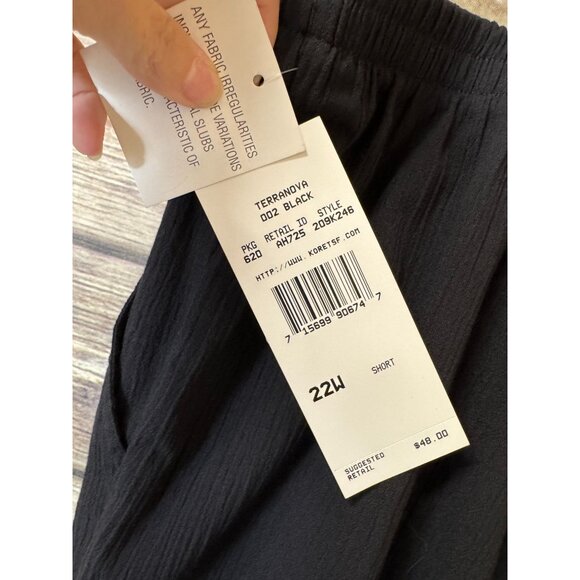 ANY FABRIC IRREGULARITIES
VARIATIONS
SLUBS
OF
TERRANOVA
002 BLACK
PKG RETAIL ID STYLE
620 AH725 209K246
HTTP://WWW.KORETSF.COM
7 15699 90674 7
22W SHORT
SUGGESTED
RETAIL $48.00